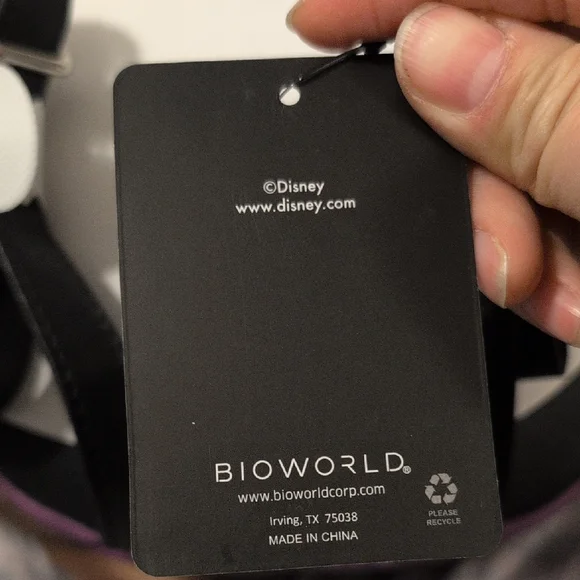 ©Disney
www.disney.com
BIOWORLD®
www.bioworldcorp.com
Irving, TX 75038
MADE IN CHINA
PLEASE
RECYCLE